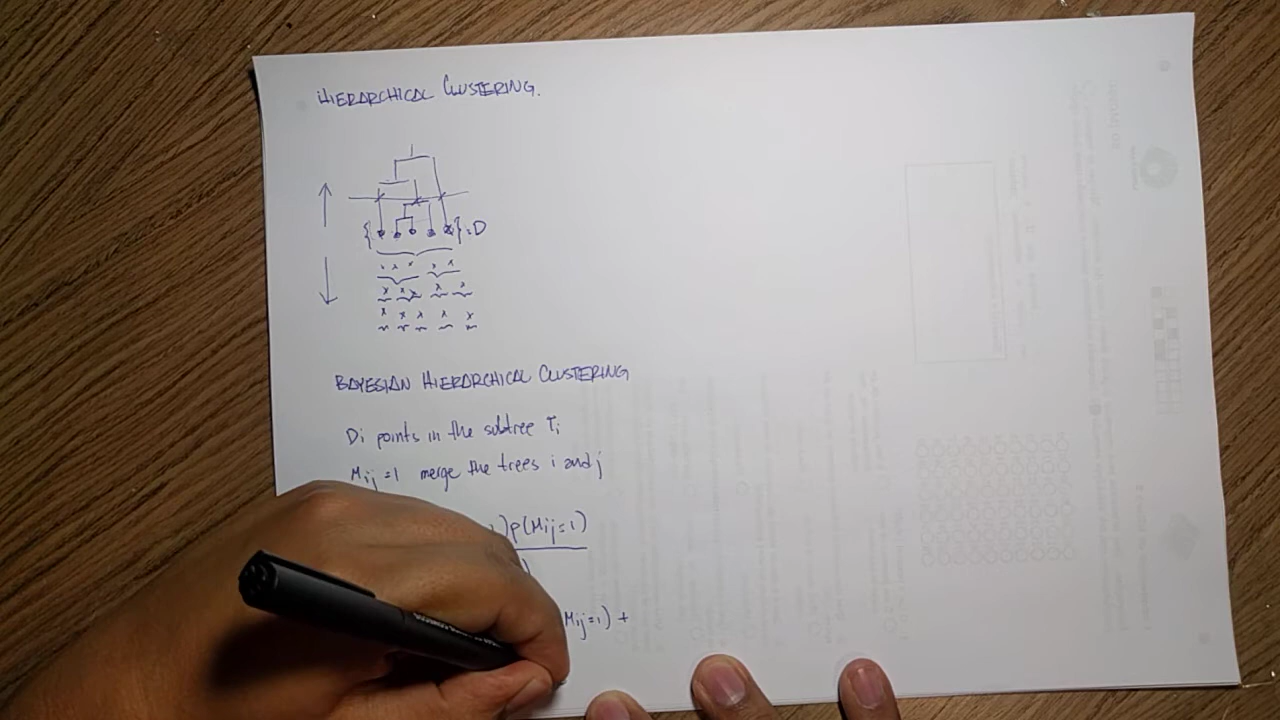 HIERARCHICAL CLUSTERING.
{ } = D
BAYESIAN HIERARCHICAL CLUSTERING
Di points in the subtree Ti
Mij = 1 merge the trees i and j
)p(Mij = 1)
)
Mij = 1) +